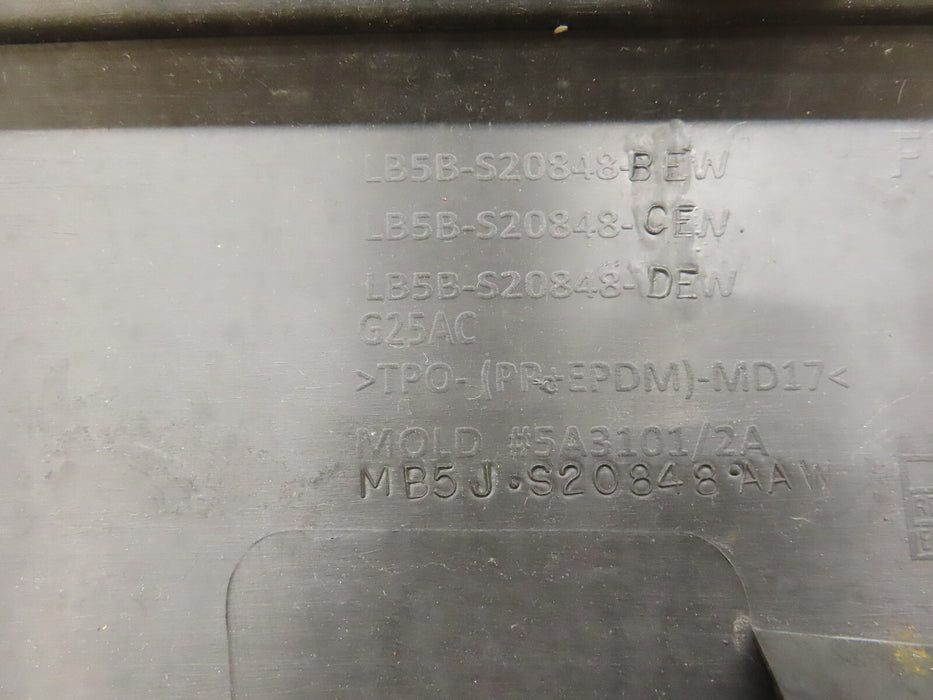 LB5B-S20848-BEW
LB5B-S20848-CEW
LB5B-S20848-DEW
G25AC
>TPO-(PP+EPDM)-MD17<
MOLD #5A3101/2A
MB5J•S20848•AAW